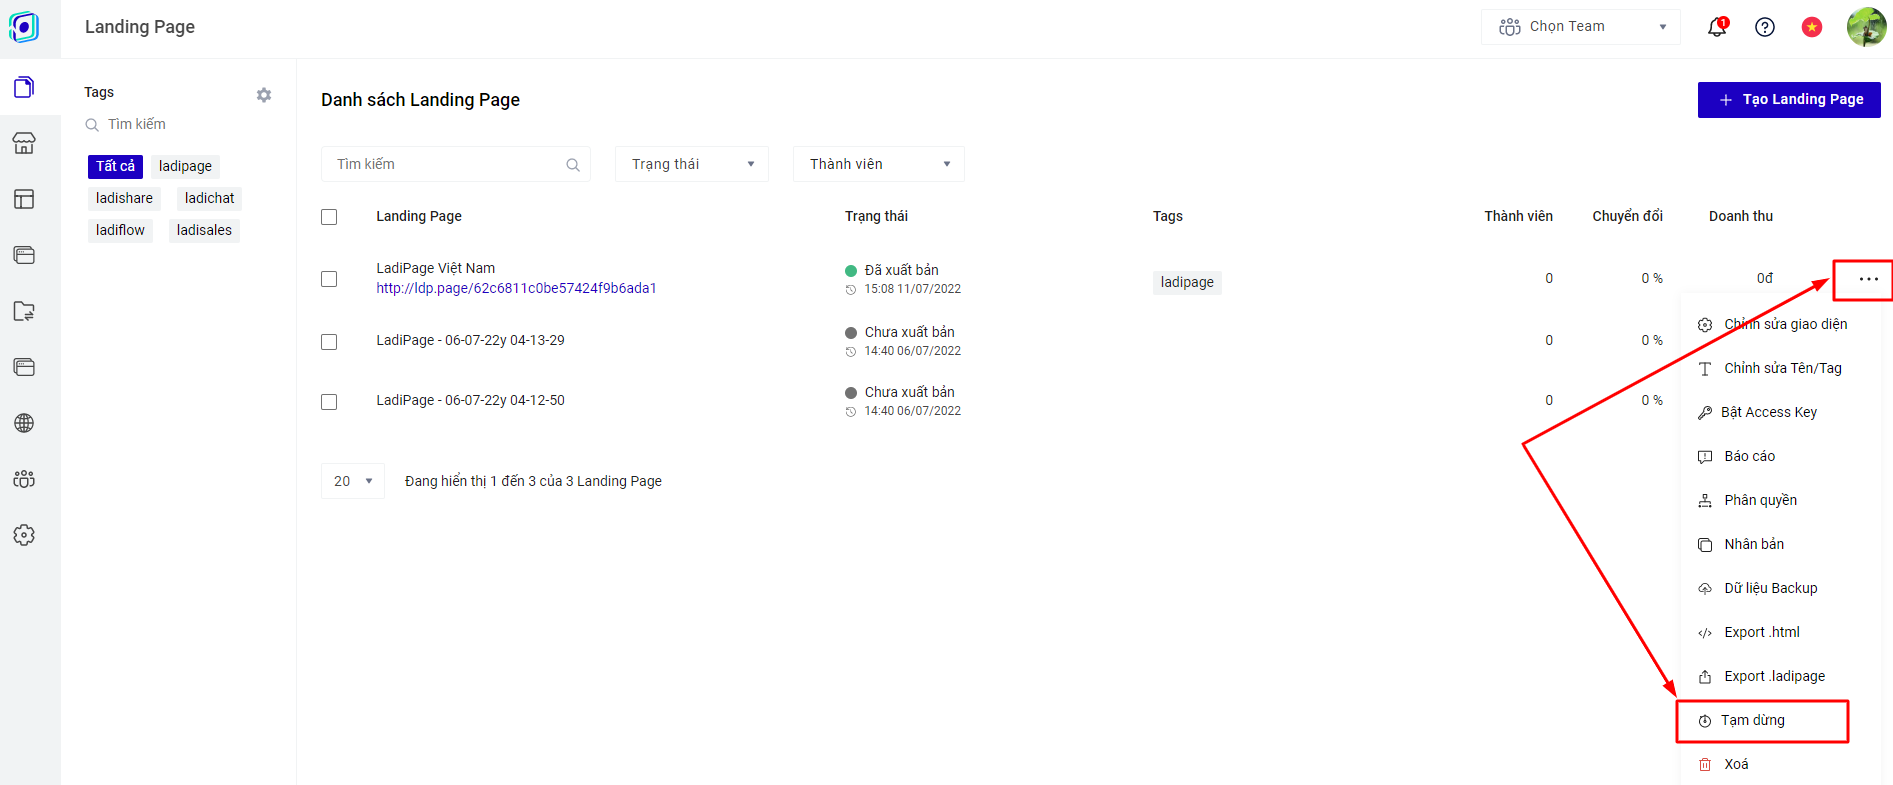 Landing Page
Chọn Team
1
Tags
Tìm kiếm
Tất cả ladipage
ladishare ladichat
ladiflow ladisales
Danh sách Landing Page
+ Tạo Landing Page
Tìm kiếm Trạng thái Thành viên
Landing Page Trạng thái Tags Thành viên Chuyển đổi Doanh thu
LadiPage Việt Nam
http://ldp.page/62c6811c0be57424f9b6ada1
Đã xuất bản
15:08 11/07/2022
ladipage
0 0 % 0đ
LadiPage - 06-07-22y 04-13-29
Chưa xuất bản
14:40 06/07/2022
0 0 %
LadiPage - 06-07-22y 04-12-50
Chưa xuất bản
14:40 06/07/2022
0 0 %
20 Đang hiển thị 1 đến 3 của 3 Landing Page
Chỉnh sửa giao diện
Chỉnh sửa Tên/Tag
Bật Access Key
Báo cáo
Phân quyền
Nhân bản
Dữ liệu Backup
Export .html
Export .ladipage
Tạm dừng
Xoá